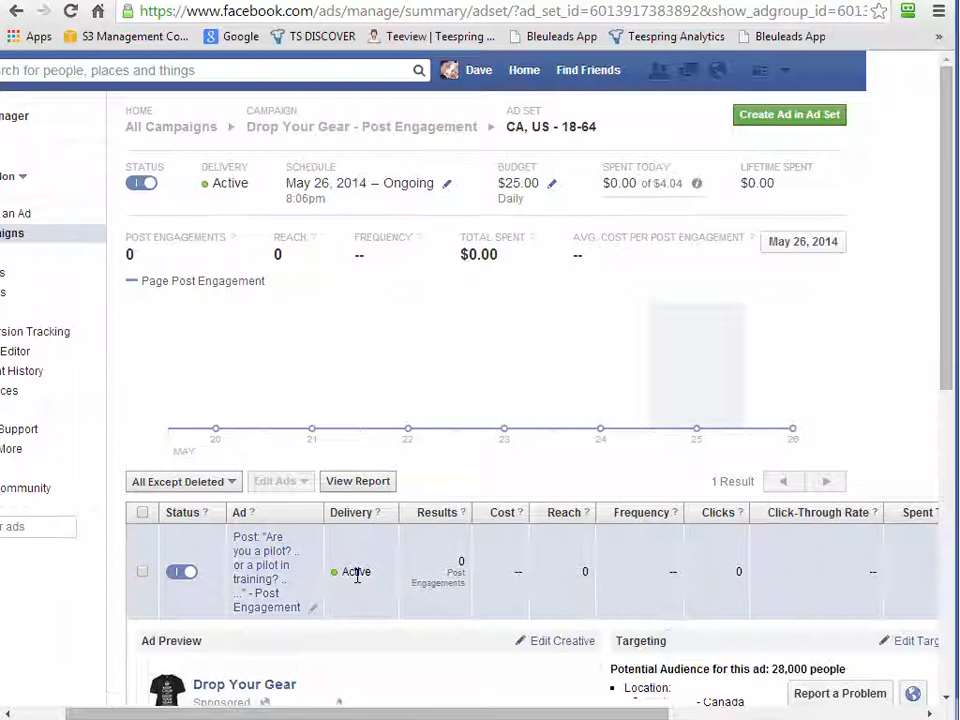 https://www.facebook.com/ads/manage/summary/adset/?ad_set_id=6013917383892&show_adgroup_id=6013
Apps S3 Management Co... Google TS DISCOVER Teeview | Teespring ... Bleuleads App Teespring Analytics Bleuleads App »
rch for people, places and things Dave Home Find Friends
nager
HOME CAMPAIGN AD SET
All Campaigns Drop Your Gear - Post Engagement CA, US - 18-64 Create Ad in Ad Set
STATUS DELIVERY SCHEDULE BUDGET SPENT TODAY LIFETIME SPENT
Active May 26, 2014 – Ongoing $25.00 $0.00 of $4.04 $0.00
8:06pm Daily
on
an Ad
igns
POST ENGAGEMENTS ? REACH ? FREQUENCY ? TOTAL SPENT ? AVG. COST PER POST ENGAGEMENT ? May 26, 2014
0 0 -- $0.00 --
s
Page Post Engagement
s
rsion Tracking
Editor
t History
ces
Support
More
20 21 22 23 24 25 26
MAY
All Except Deleted Edit Ads View Report 1 Result
ommunity
Status ? Ad ? Delivery ? Results ? Cost ? Reach ? Frequency ? Clicks ? Click-Through Rate ? Spent T
r ads
Post: "Are
you a pilot? ..
or a pilot in
training? ..
..." - Post
Engagement
Active
0
Post
Engagements
-- 0 -- 0 --
Ad Preview Edit Creative Targeting Edit Targ
Potential Audience for this ad: 28,000 people
Drop Your Gear
Sponsored
Location:
- Canada
Report a Problem